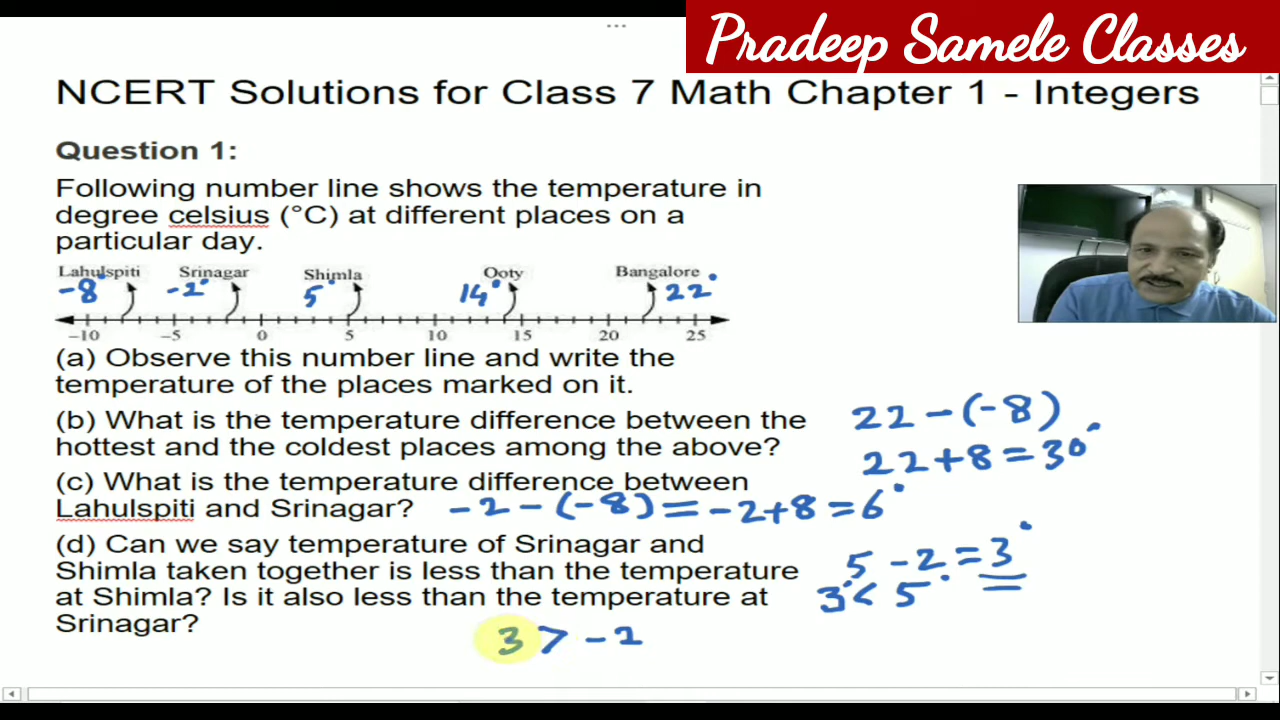 Pradeep Samele Classes
NCERT Solutions for Class 7 Math Chapter 1 - Integers
Question 1:
Following number line shows the temperature in
degree celsius (°C) at different places on a
particular day.
Lahulspiti Srinagar Shimla Ooty Bangalore
-8° -2° 5° 14° 22°
-10 -5 0 5 10 15 20 25
(a) Observe this number line and write the
temperature of the places marked on it.
(b) What is the temperature difference between the
hottest and the coldest places among the above?
22 - (-8)
22 + 8 = 30°
(c) What is the temperature difference between
Lahulspiti and Srinagar? -2 - (-8) = -2 + 8 = 6°
(d) Can we say temperature of Srinagar and
Shimla taken together is less than the temperature
at Shimla? Is it also less than the temperature at
Srinagar?
5 - 2 = 3°
3° < 5°
3 > -2